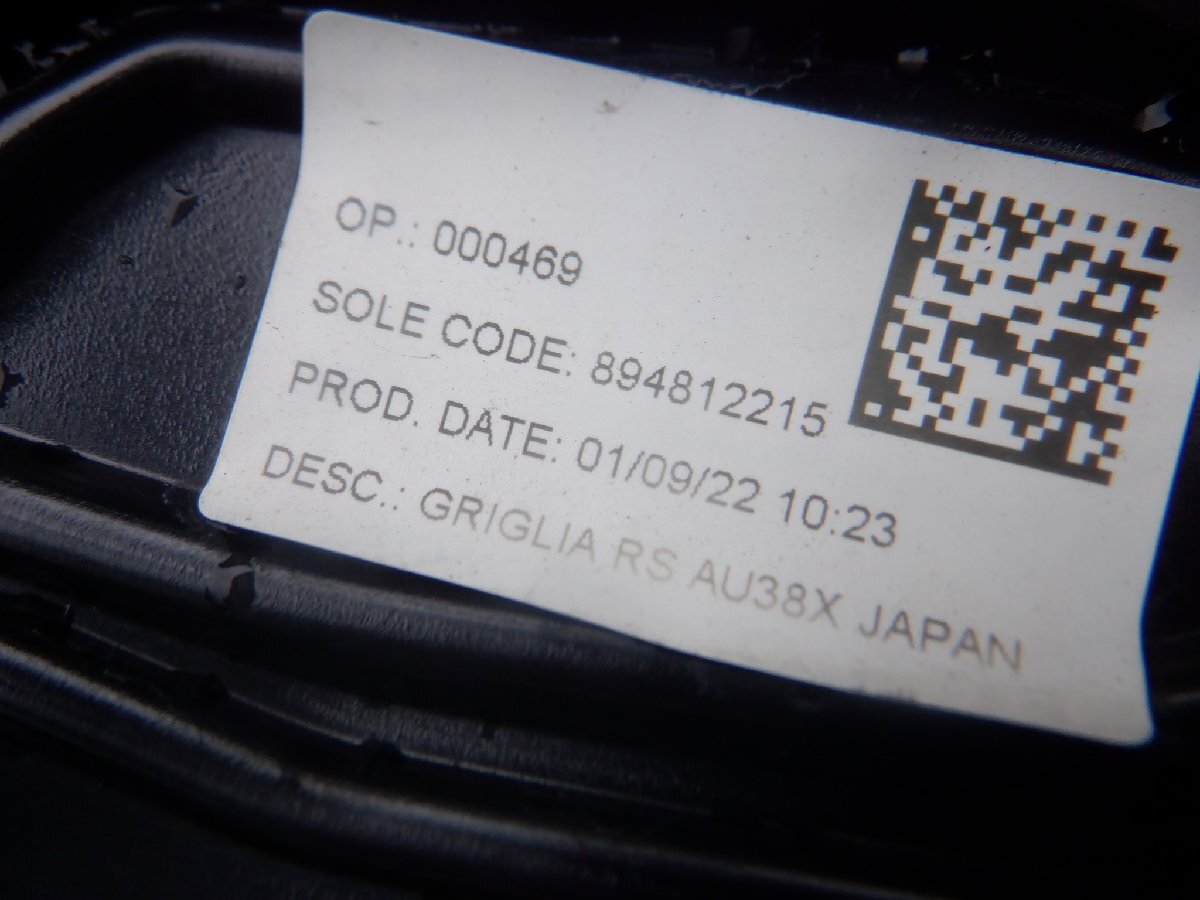 OP.: 000469
SOLE CODE: 894812215
PROD. DATE: 01/09/22 10:23
DESC.: GRIGLIA RS AU38X JAPAN